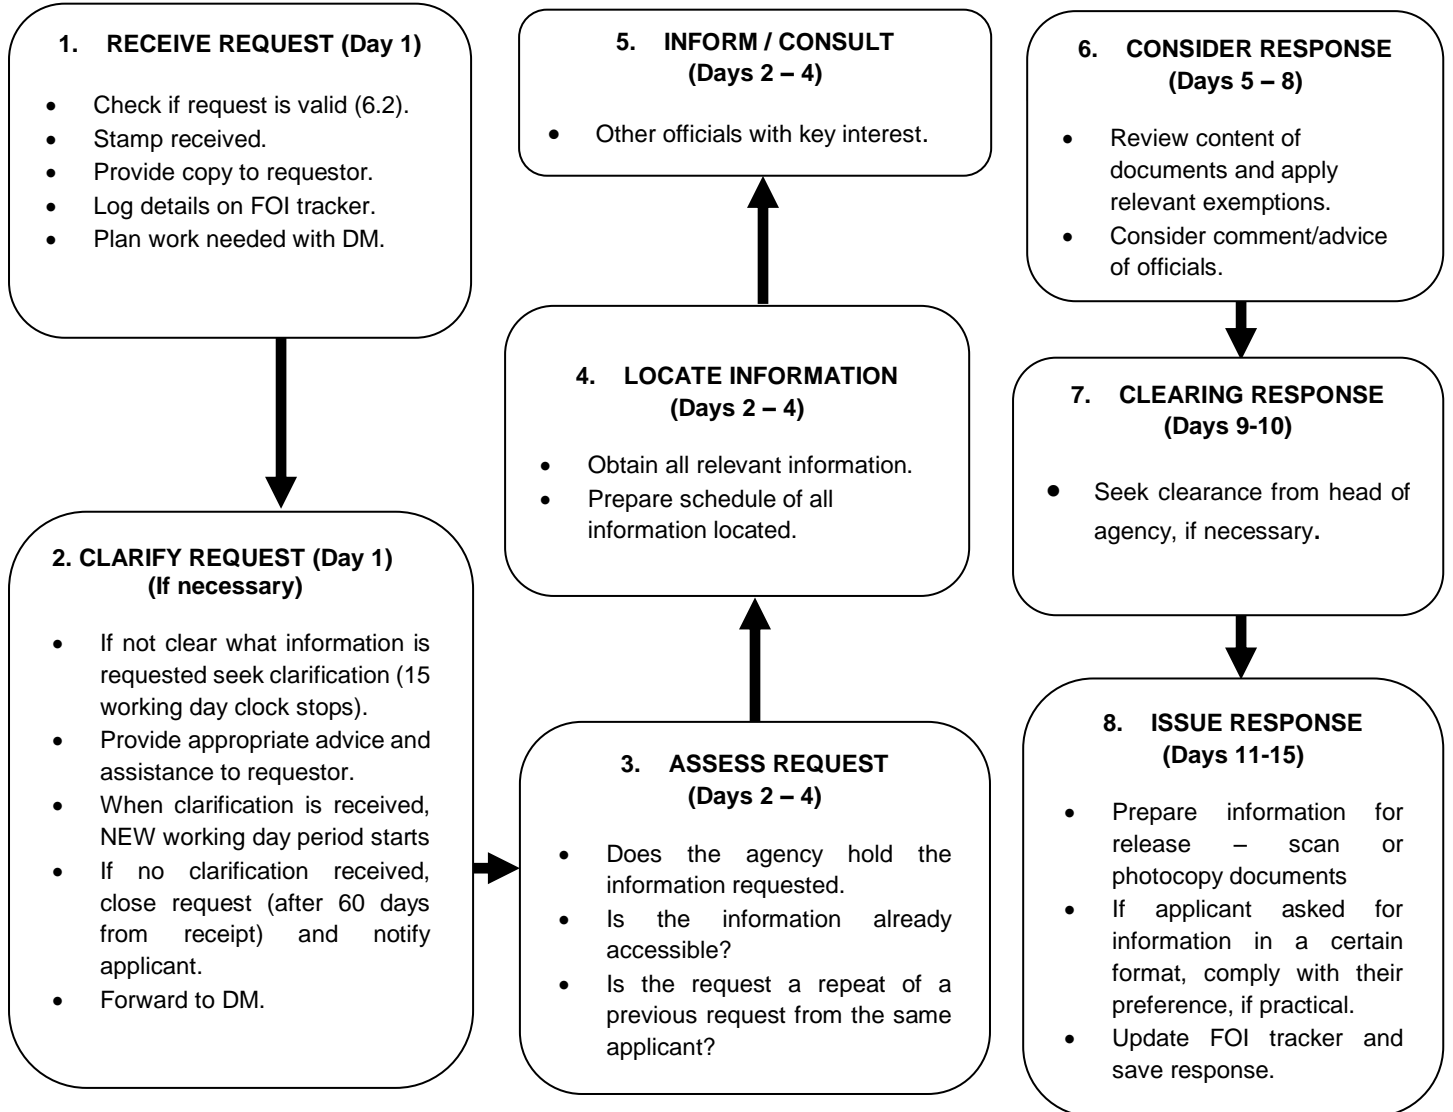 1. RECEIVE REQUEST (Day 1)
• Check if request is valid (6.2).
• Stamp received.
• Provide copy to requestor.
• Log details on FOI tracker.
• Plan work needed with DM.
2. CLARIFY REQUEST (Day 1)
(If necessary)
• If not clear what information is
requested seek clarification (15
working day clock stops).
• Provide appropriate advice and
assistance to requestor.
• When clarification is received,
NEW working day period starts
• If no clarification received,
close request (after 60 days
from receipt) and notify
applicant.
• Forward to DM.
3. ASSESS REQUEST
(Days 2 – 4)
• Does the agency hold the
information requested.
• Is the information already
accessible?
• Is the request a repeat of a
previous request from the same
applicant?
4. LOCATE INFORMATION
(Days 2 – 4)
• Obtain all relevant information.
• Prepare schedule of all
information located.
5. INFORM / CONSULT
(Days 2 – 4)
• Other officials with key interest.
6. CONSIDER RESPONSE
(Days 5 – 8)
• Review content of
documents and apply
relevant exemptions.
• Consider comment/advice
of officials.
7. CLEARING RESPONSE
(Days 9-10)
• Seek clearance from head of
agency, if necessary.
8. ISSUE RESPONSE
(Days 11-15)
• Prepare information for
release – scan or
photocopy documents
• If applicant asked for
information in a certain
format, comply with their
preference, if practical.
• Update FOI tracker and
save response.